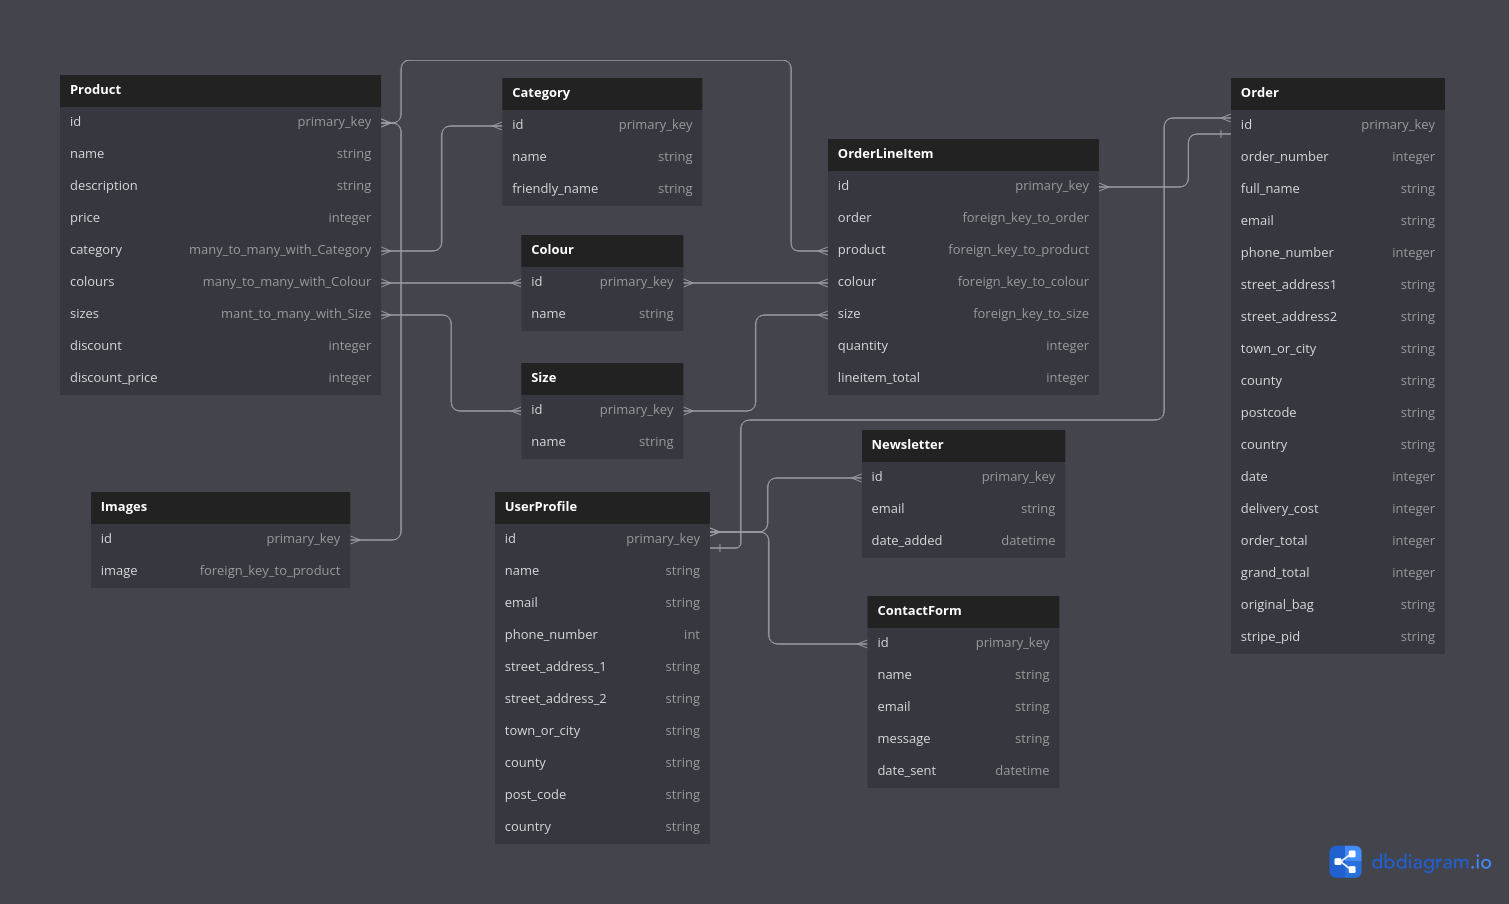 Product
id primary_key
name string
description string
price integer
category many_to_many_with_Category
colours many_to_many_with_Colour
sizes mant_to_many_with_Size
discount integer
discount_price integer
Category
id primary_key
name string
friendly_name string
Colour
id primary_key
name string
Size
id primary_key
name string
OrderLineItem
id primary_key
order foreign_key_to_order
product foreign_key_to_product
colour foreign_key_to_colour
size foreign_key_to_size
quantity integer
lineitem_total integer
Order
id primary_key
order_number integer
full_name string
email string
phone_number integer
street_address1 string
street_address2 string
town_or_city string
county string
postcode string
country string
date integer
delivery_cost integer
order_total integer
grand_total integer
original_bag string
stripe_pid string
Images
id primary_key
image foreign_key_to_product
UserProfile
id primary_key
name string
email string
phone_number int
street_address_1 string
street_address_2 string
town_or_city string
county string
post_code string
country string
Newsletter
id primary_key
email string
date_added datetime
ContactForm
id primary_key
name string
email string
message string
date_sent datetime
dbdiagram.io